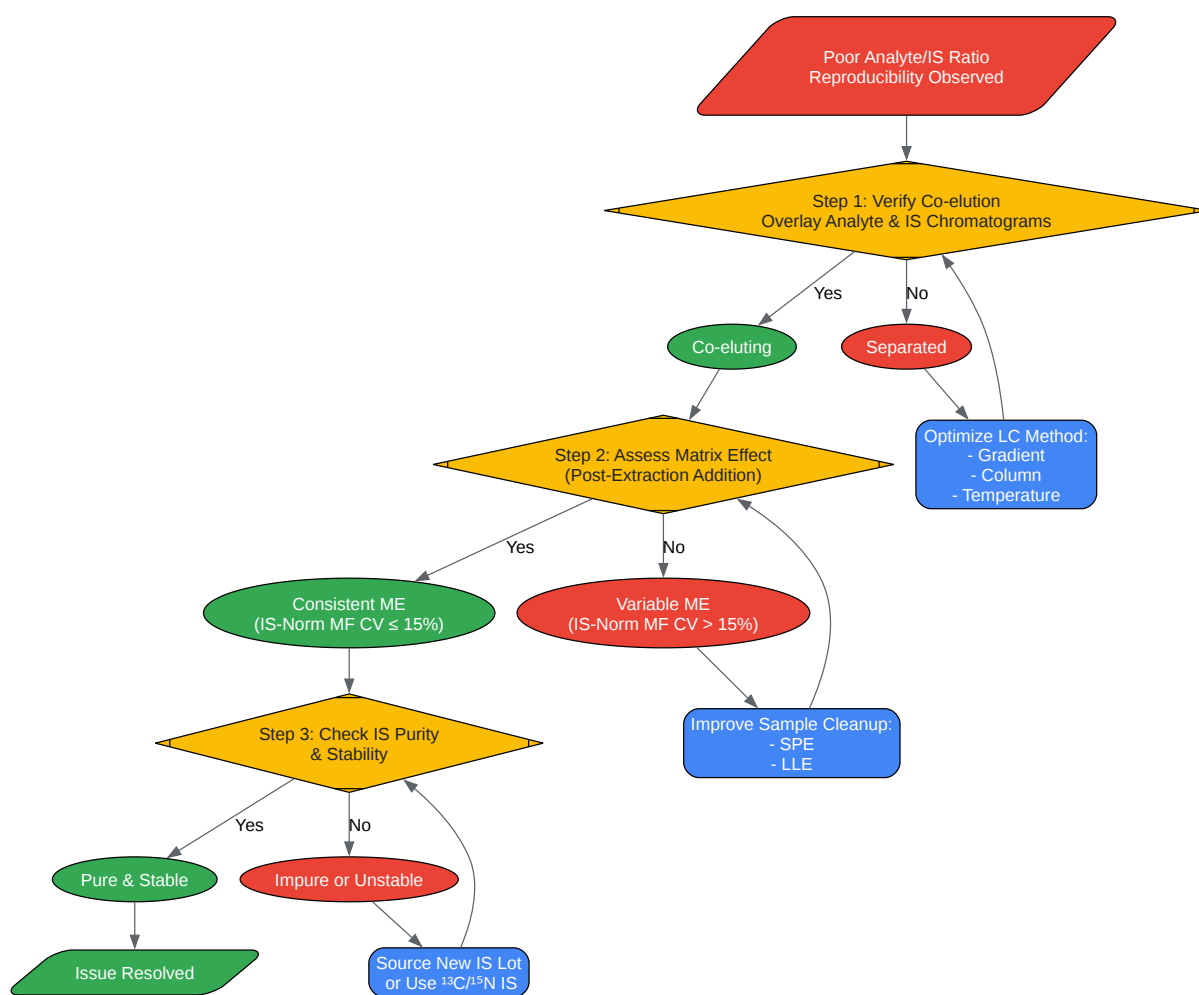 Poor Analyte/IS Ratio
Reproducibility Observed
Step 1: Verify Co-elution
Overlay Analyte & IS Chromatograms
Yes
No
Co-eluting
Separated
Optimize LC Method:
- Gradient
- Column
- Temperature
Step 2: Assess Matrix Effect
(Post-Extraction Addition)
Yes
No
Consistent ME
(IS-Norm MF CV ≤ 15%)
Variable ME
(IS-Norm MF CV > 15%)
Improve Sample Cleanup:
- SPE
- LLE
Step 3: Check IS Purity
& Stability
Yes
No
Pure & Stable
Impure or Unstable
Issue Resolved
Source New IS Lot
or Use ¹³C/¹⁵N IS